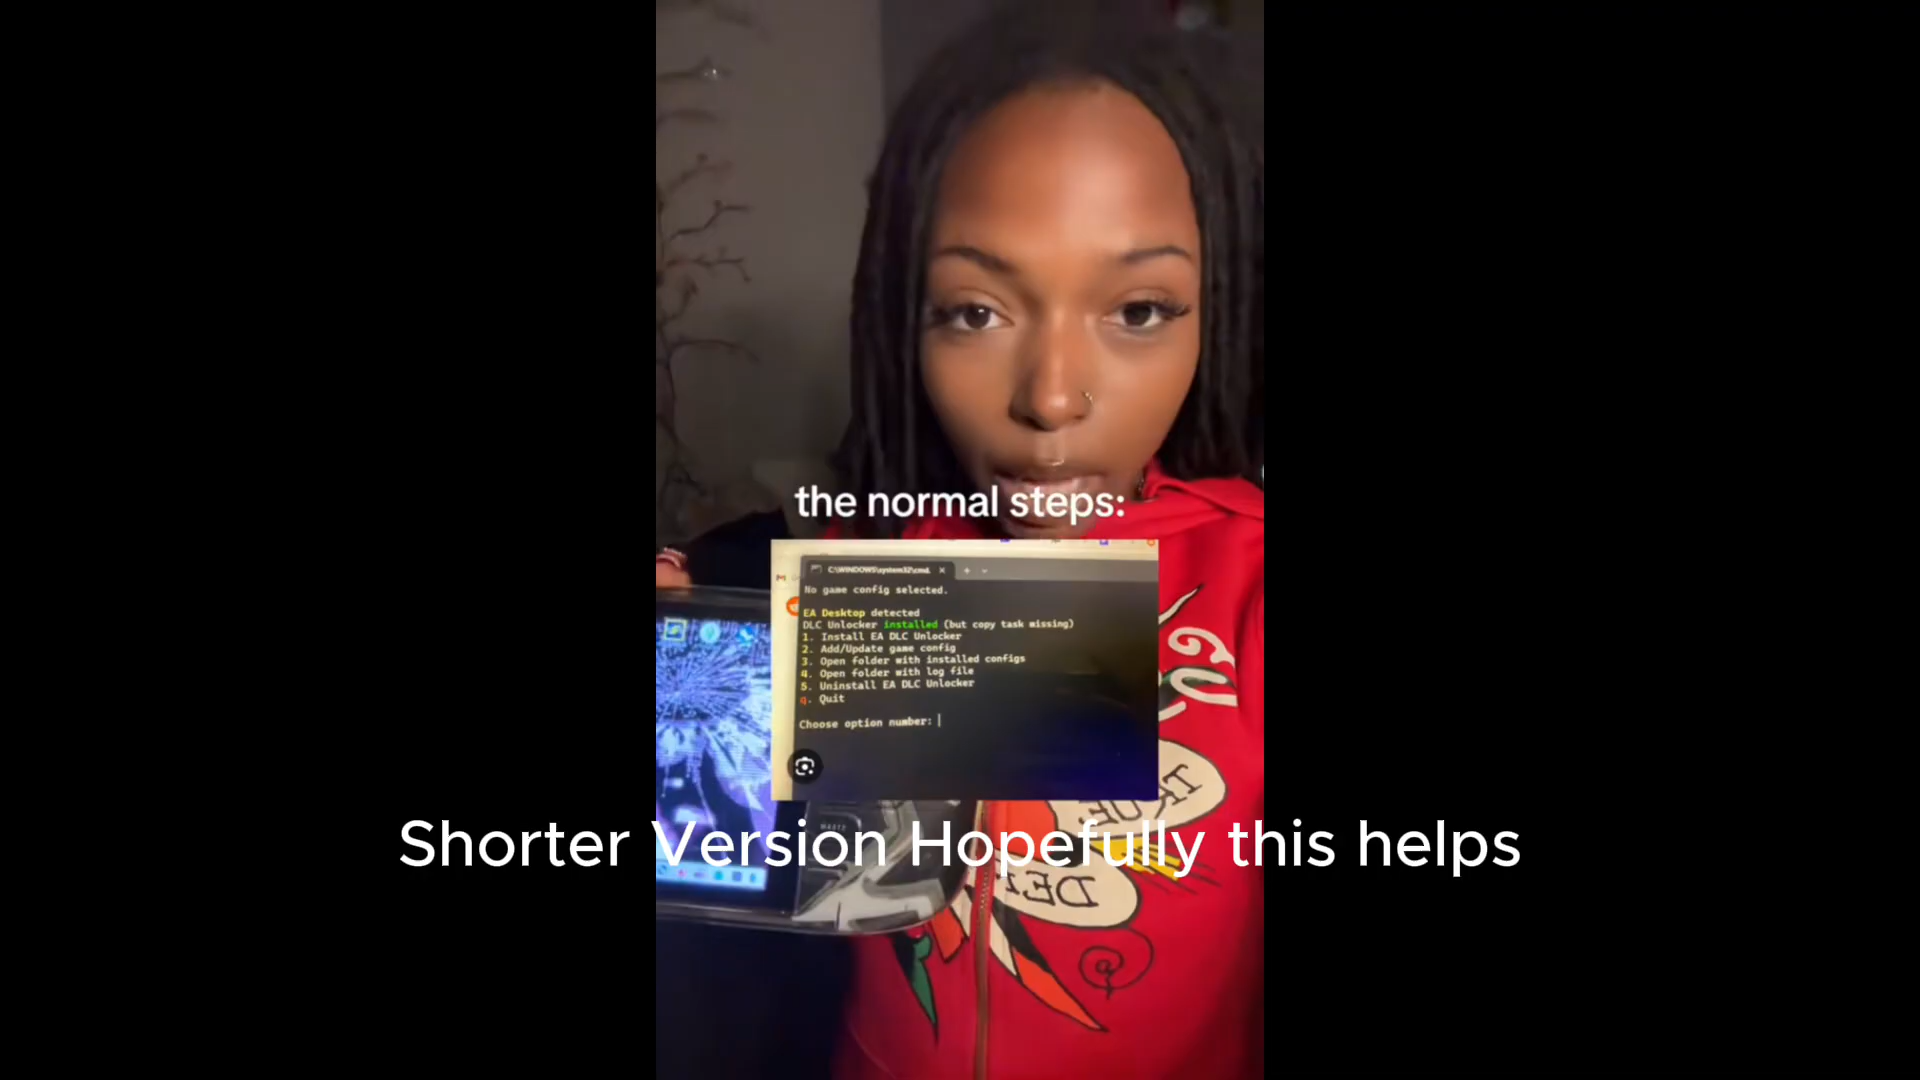 the normal steps:
C:\WINDOWS\system32\cmd.
No game config selected.
EA Desktop detected
DLC Unlocker installed (but copy task missing)
1. Install EA DLC Unlocker
2. Add/Update game config
3. Open folder with installed configs
4. Open folder with log file
5. Uninstall EA DLC Unlocker
q. Quit
Choose option number:
Shorter Version Hopefully this helps
TRUE